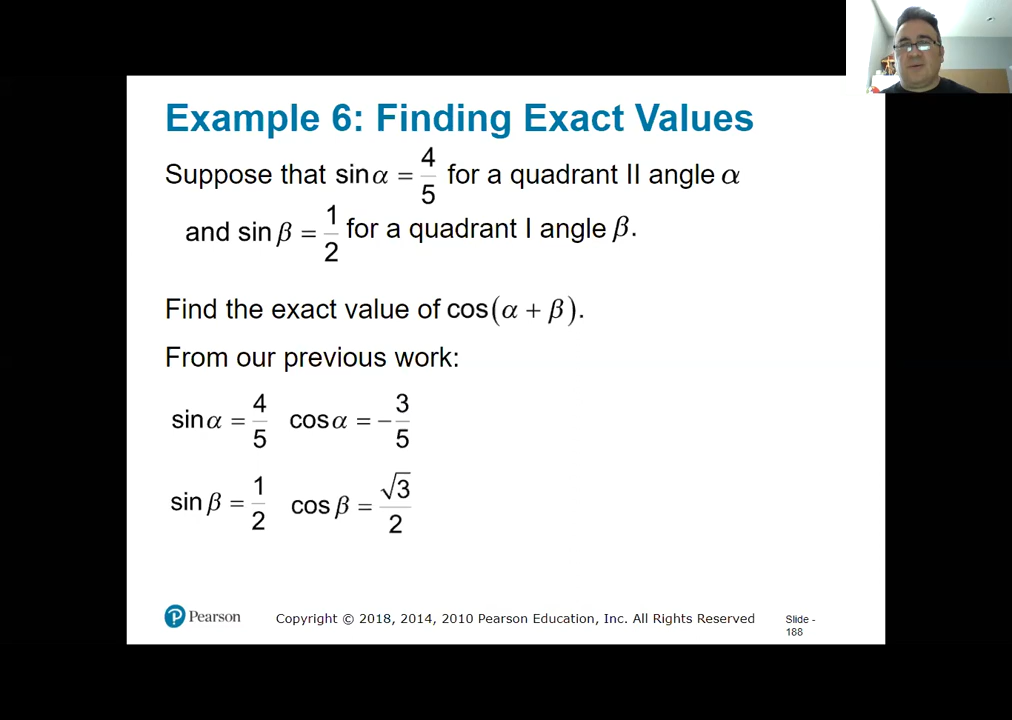 Example 6: Finding Exact Values
Suppose that sin α = 4/5 for a quadrant II angle α
and sin β = 1/2 for a quadrant I angle β.
Find the exact value of cos(α + β).
From our previous work:
sin α = 4/5 cos α = −3/5
sin β = 1/2 cos β = √3/2
P Pearson
Copyright © 2018, 2014, 2010 Pearson Education, Inc. All Rights Reserved
Slide -
188